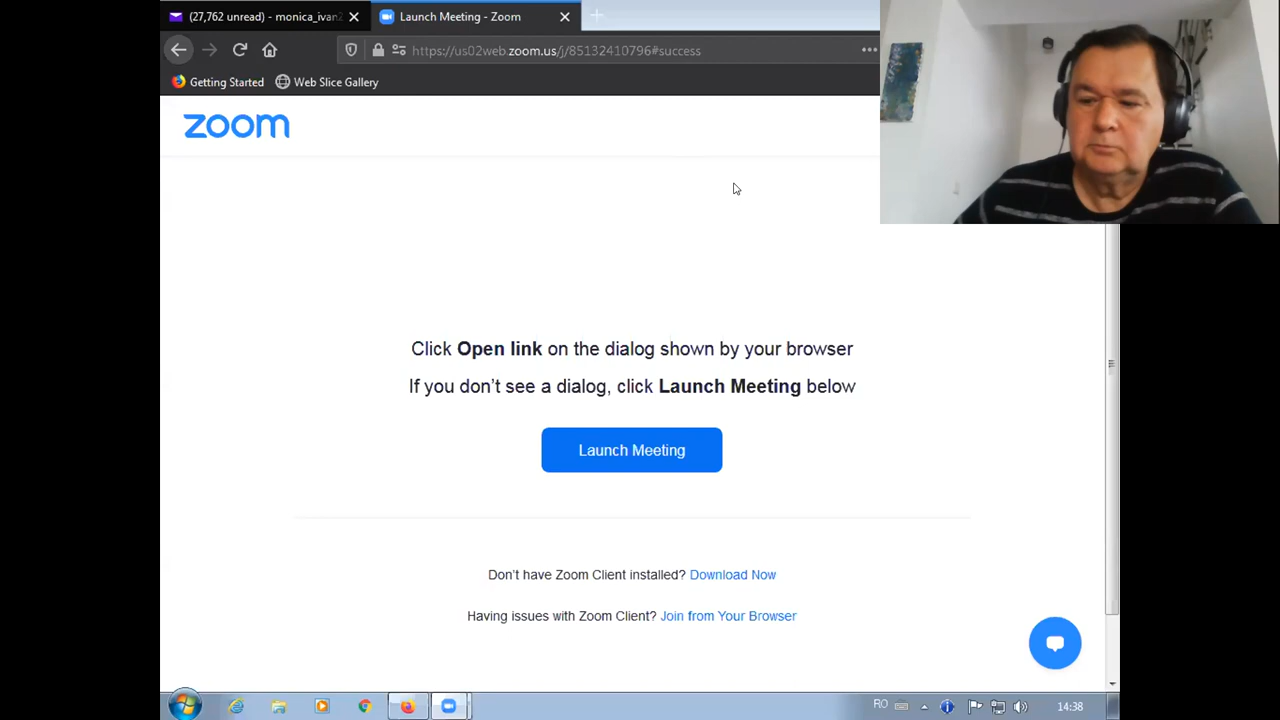 (27,762 unread) - monica_ivan2
Launch Meeting - Zoom
https://us02web.zoom.us/j/85132410796#success
Getting Started
Web Slice Gallery
zoom
Click Open link on the dialog shown by your browser
If you don't see a dialog, click Launch Meeting below
Launch Meeting
Don't have Zoom Client installed? Download Now
Having issues with Zoom Client? Join from Your Browser
RO
14:38